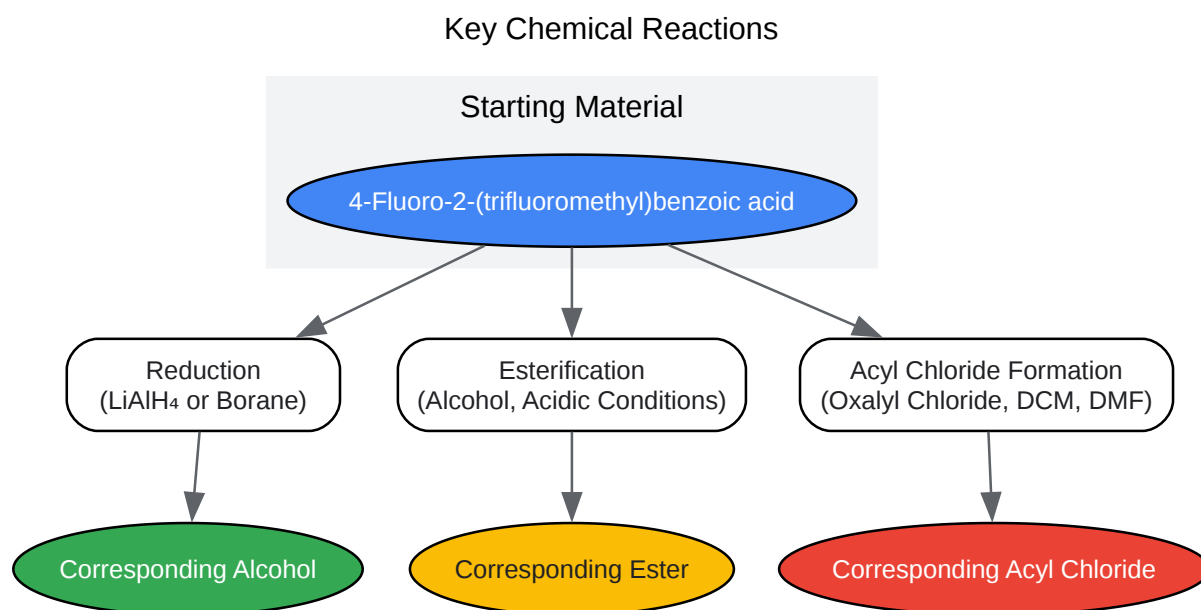 Key Chemical Reactions
Starting Material
4-Fluoro-2-(trifluoromethyl)benzoic acid
Reduction
(LiAlH₄ or Borane)
Esterification
(Alcohol, Acidic Conditions)
Acyl Chloride Formation
(Oxalyl Chloride, DCM, DMF)
Corresponding Alcohol
Corresponding Ester
Corresponding Acyl Chloride